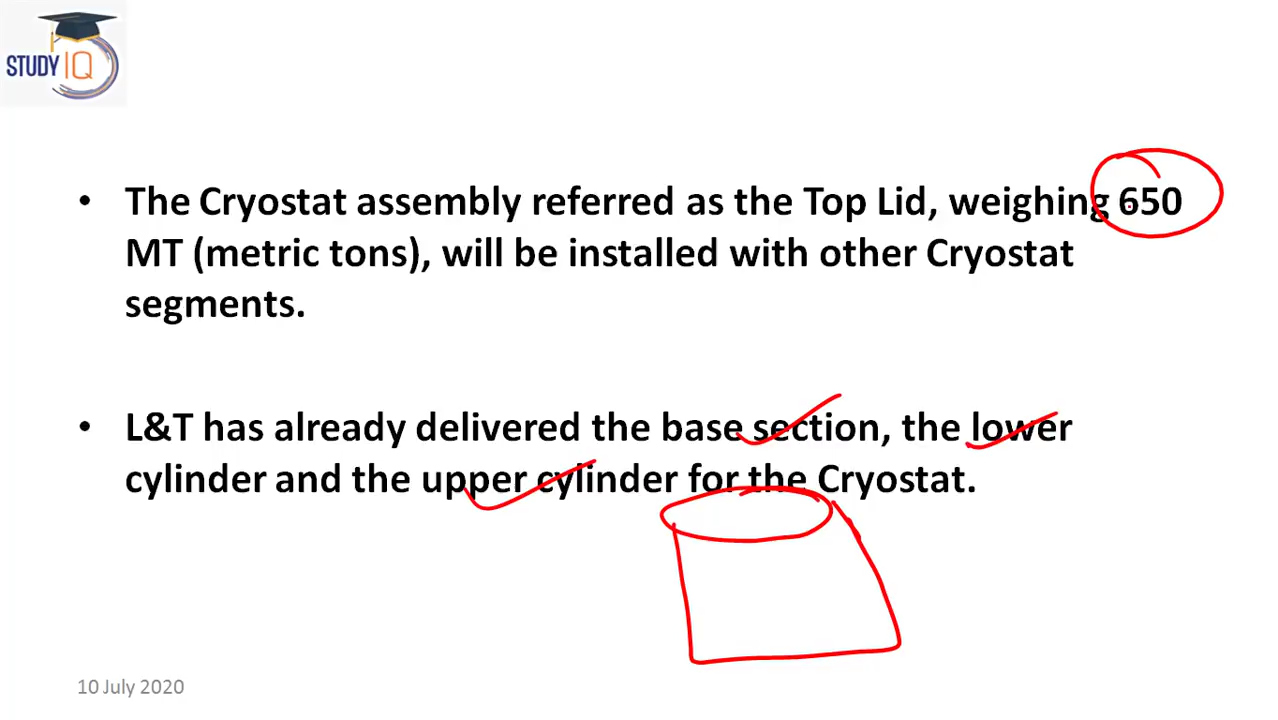 STUDY IQ
• The Cryostat assembly referred as the Top Lid, weighing 650
MT (metric tons), will be installed with other Cryostat
segments.
• L&T has already delivered the base section, the lower
cylinder and the upper cylinder for the Cryostat.
10 July 2020